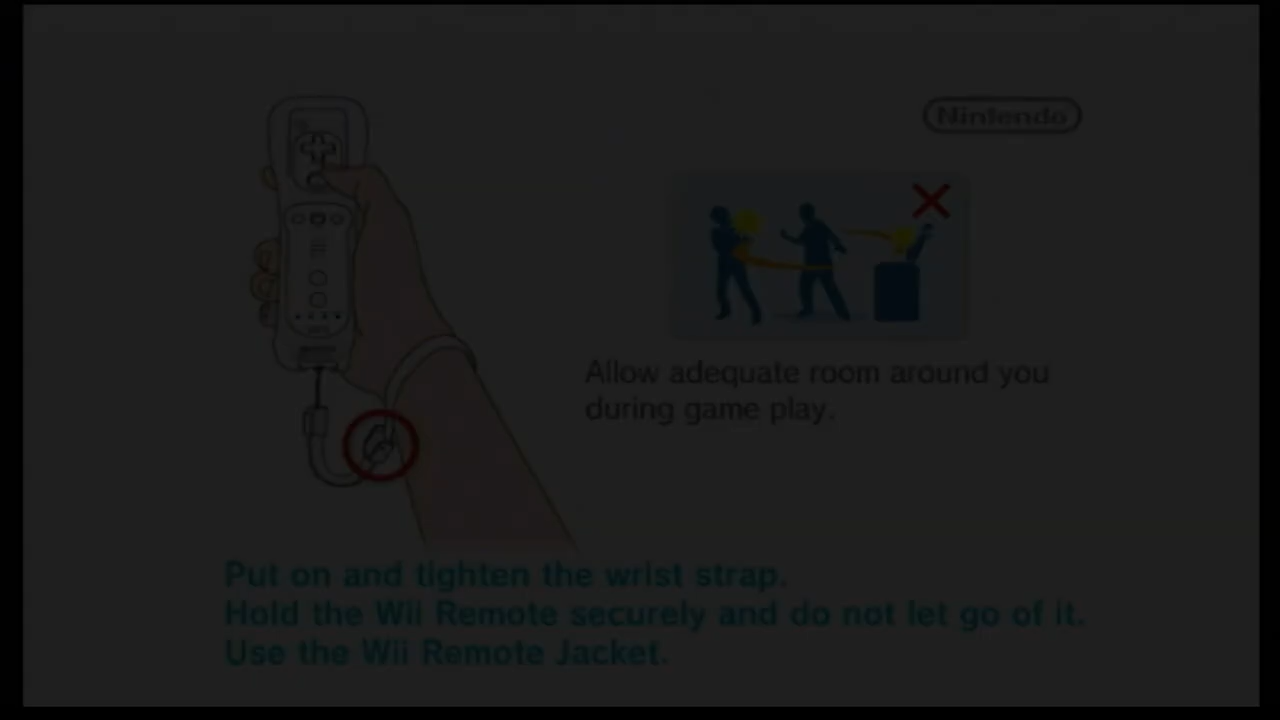 Nintendo
Allow adequate room around you
during game play.
Put on and tighten the wrist strap.
Hold the Wii Remote securely and do not let go of it.
Use the Wii Remote Jacket.